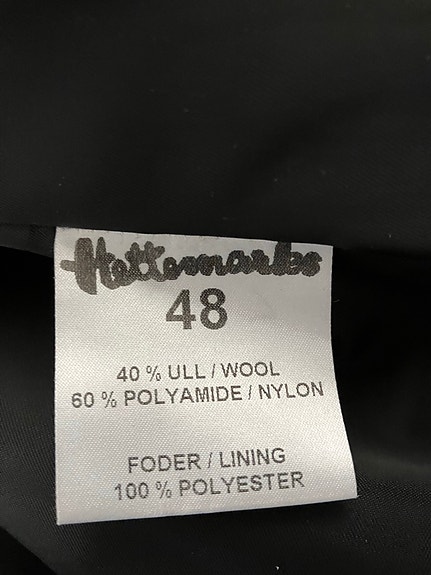 Hettemarks
48
40 % ULL / WOOL
60 % POLYAMIDE / NYLON
FODER / LINING
100 % POLYESTER